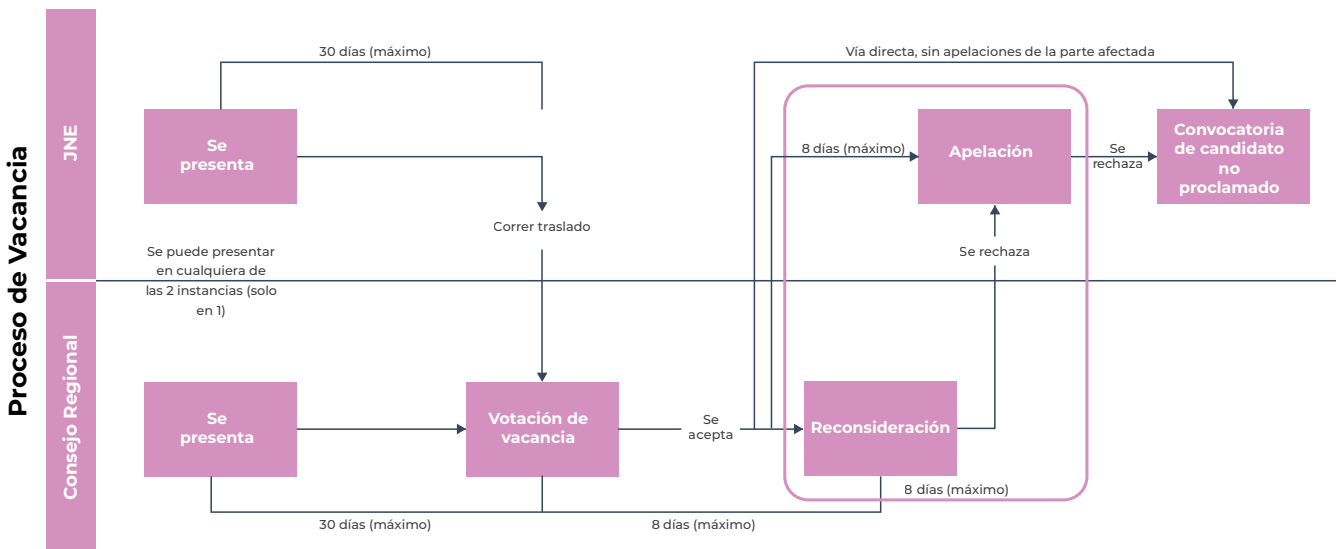 Proceso de Vacancia
JNE
30 días (máximo)
Se
presenta
Correr traslado
Se puede presentar
en cualquiera de
las 2 instancias (solo
en 1)
Vía directa, sin apelaciones de la parte afectada
8 días (máximo)
Apelación
Se
rechaza
Convocatoria
de candidato
no
proclamado
Se rechaza
Consejo Regional
Se
presenta
Votación de
vacancia
Se
acepta
Reconsideración
8 días (máximo)
30 días (máximo)
8 días (máximo)